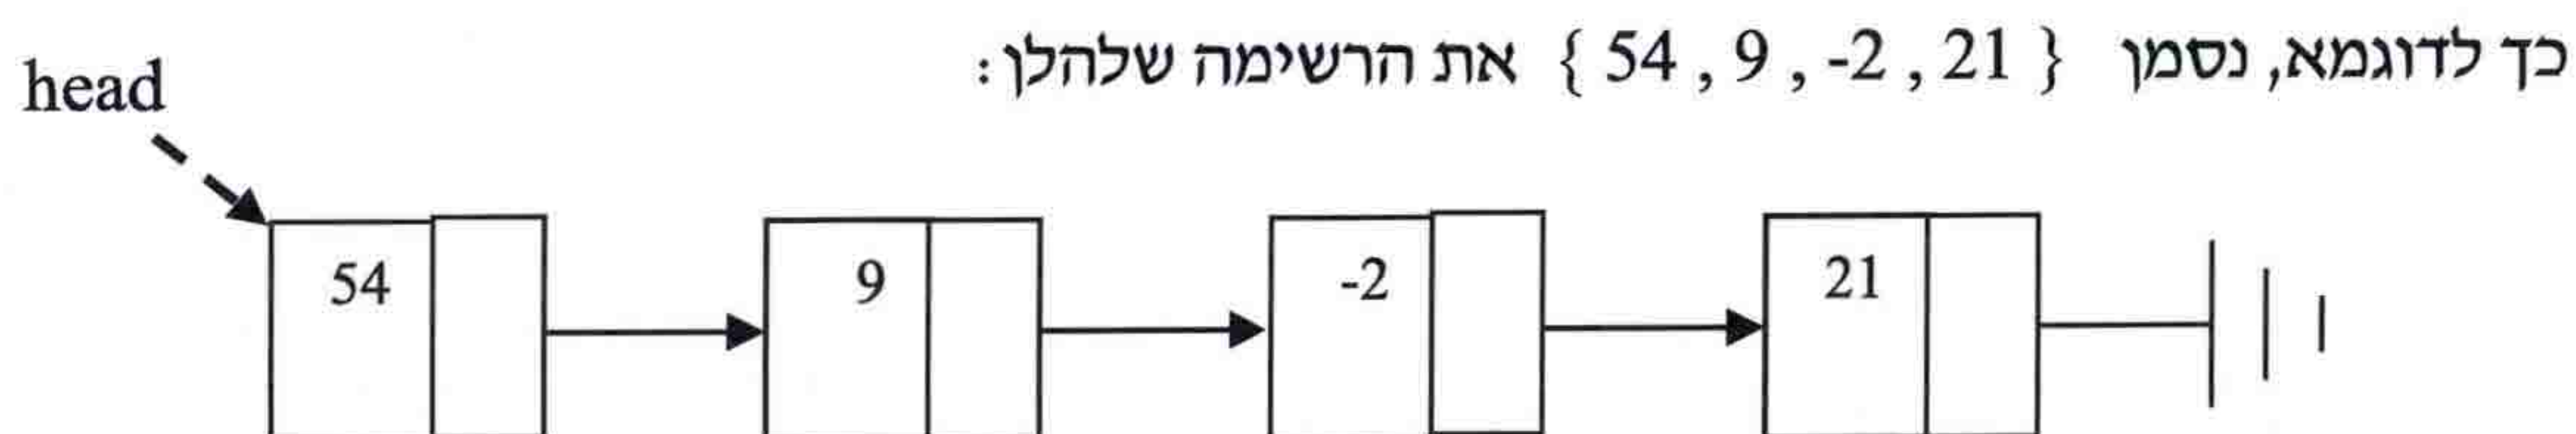 כך לדוגמא, נסמן { 54 , 9 , -2 , 21 } את הרשימה שלהלן:
head
54 9 -2 21